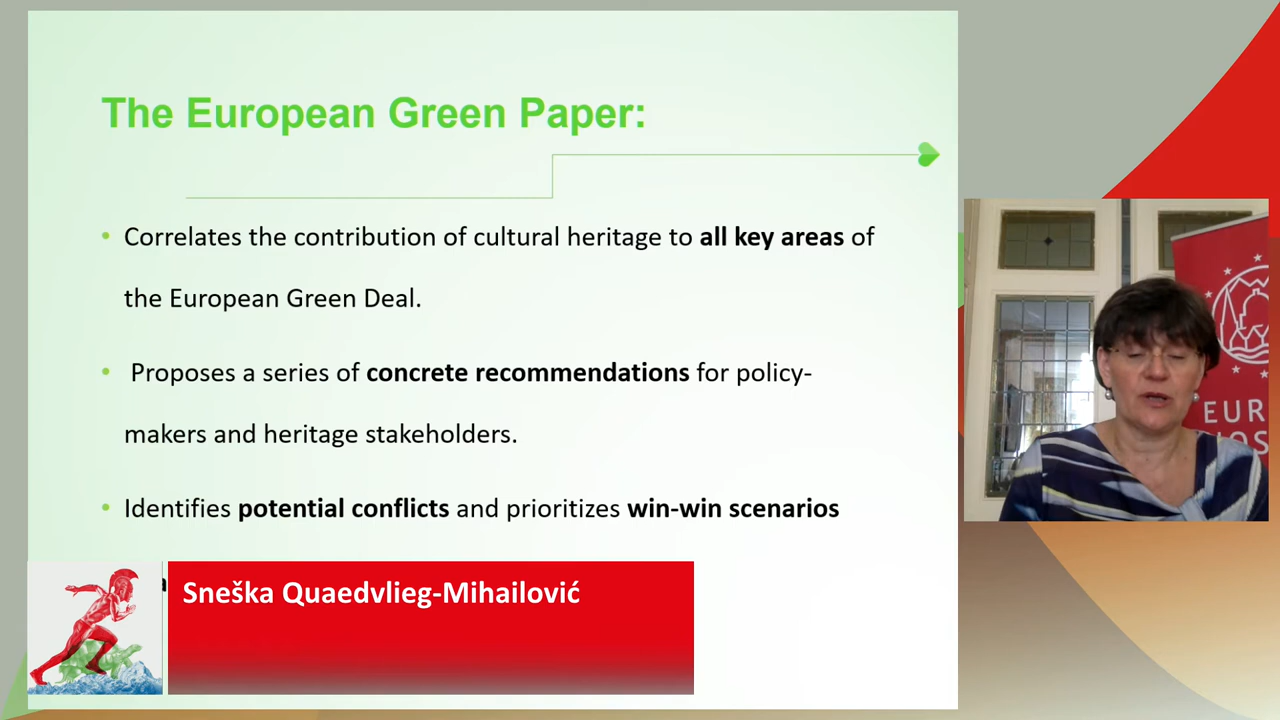 The European Green Paper:
• Correlates the contribution of cultural heritage to all key areas of
the European Green Deal.
• Proposes a series of concrete recommendations for policy-
makers and heritage stakeholders.
• Identifies potential conflicts and prioritizes win-win scenarios
Sneška Quaedvlieg-Mihailović
EUR